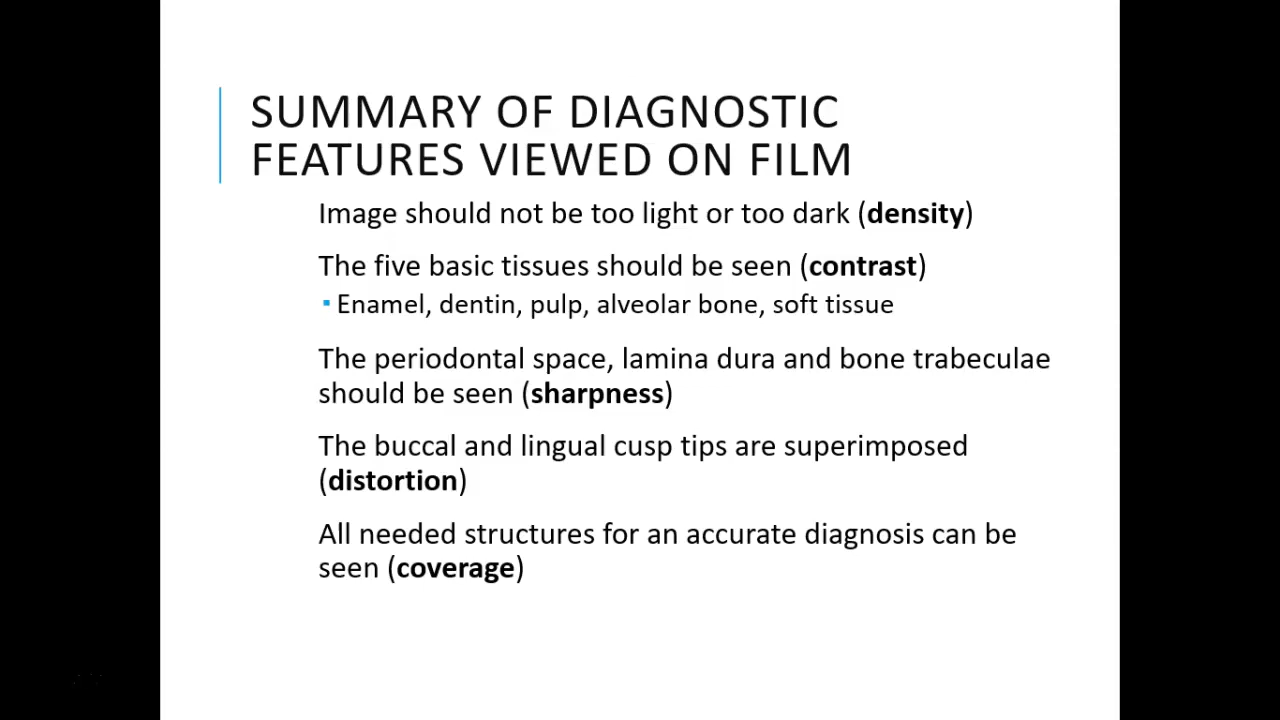 SUMMARY OF DIAGNOSTIC
FEATURES VIEWED ON FILM
Image should not be too light or too dark (density)
The five basic tissues should be seen (contrast)
▪ Enamel, dentin, pulp, alveolar bone, soft tissue
The periodontal space, lamina dura and bone trabeculae
should be seen (sharpness)
The buccal and lingual cusp tips are superimposed
(distortion)
All needed structures for an accurate diagnosis can be
seen (coverage)